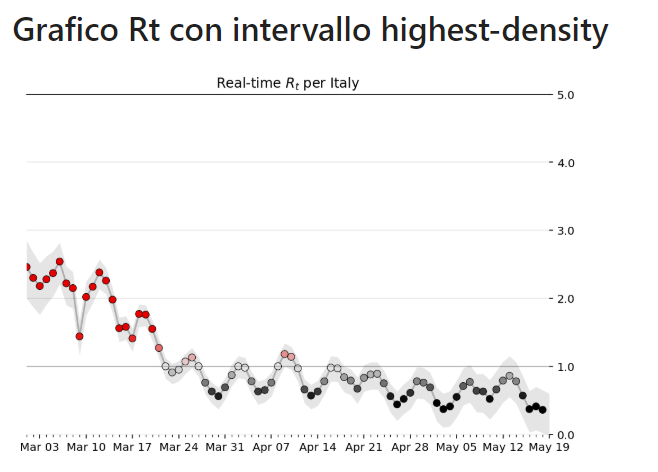 Grafico Rt con intervallo highest-density
Real-time Rt per Italy
5.0
4.0
3.0
2.0
1.0
0.0
Mar 03 Mar 10 Mar 17 Mar 24 Mar 31 Apr 07 Apr 14 Apr 21 Apr 28 May 05 May 12 May 19